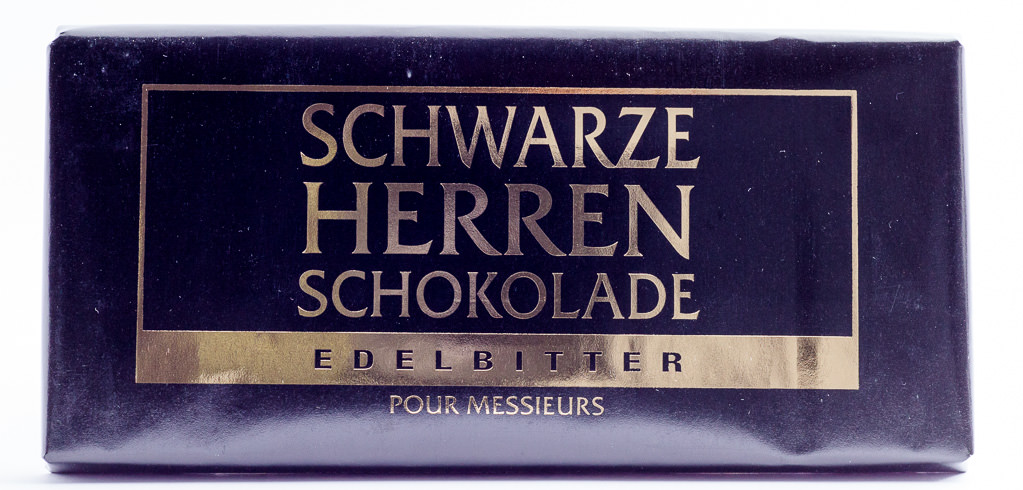 SCHWARZE
HERREN
SCHOKOLADE
EDELBITTER
POUR MESSIEURS